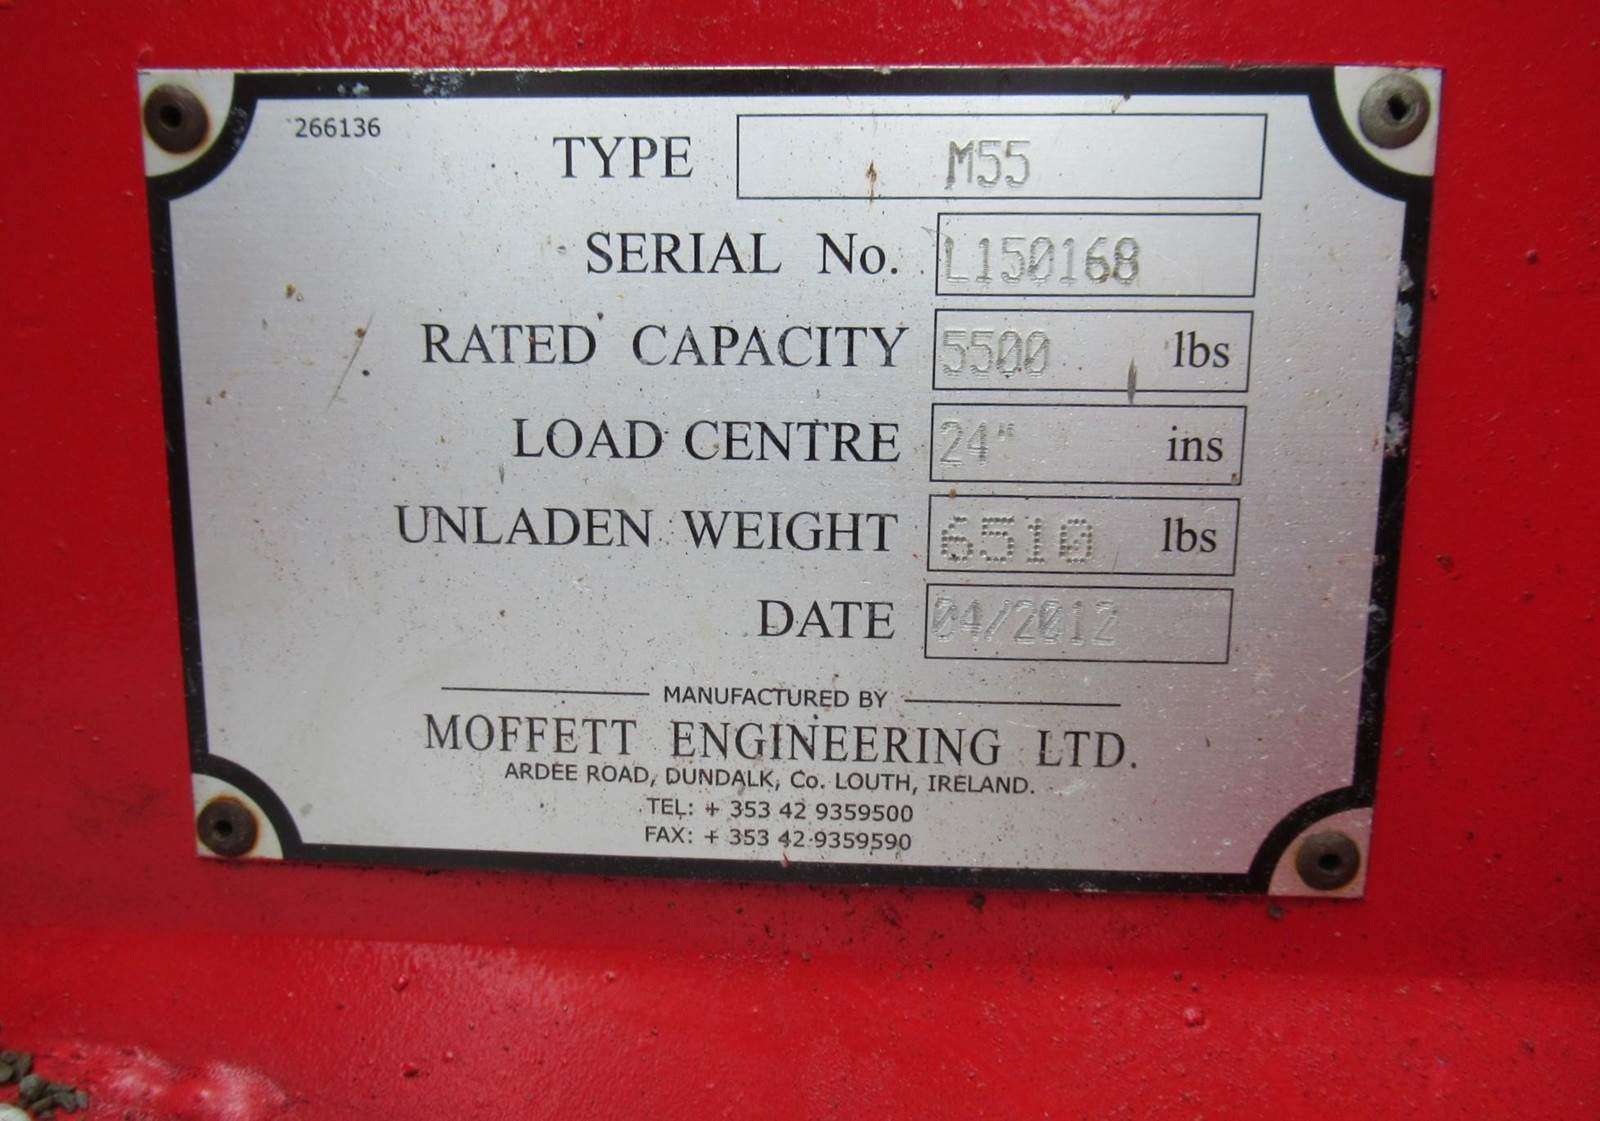 266136
TYPE M55
SERIAL No. L150168
RATED CAPACITY 5500 lbs
LOAD CENTRE 24" ins
UNLADEN WEIGHT 6510 lbs
DATE 04/2012
MANUFACTURED BY
MOFFETT ENGINEERING LTD.
ARDEE ROAD, DUNDALK, Co. LOUTH, IRELAND.
TEL: + 353 42 9359500
FAX: + 353 42 9359590